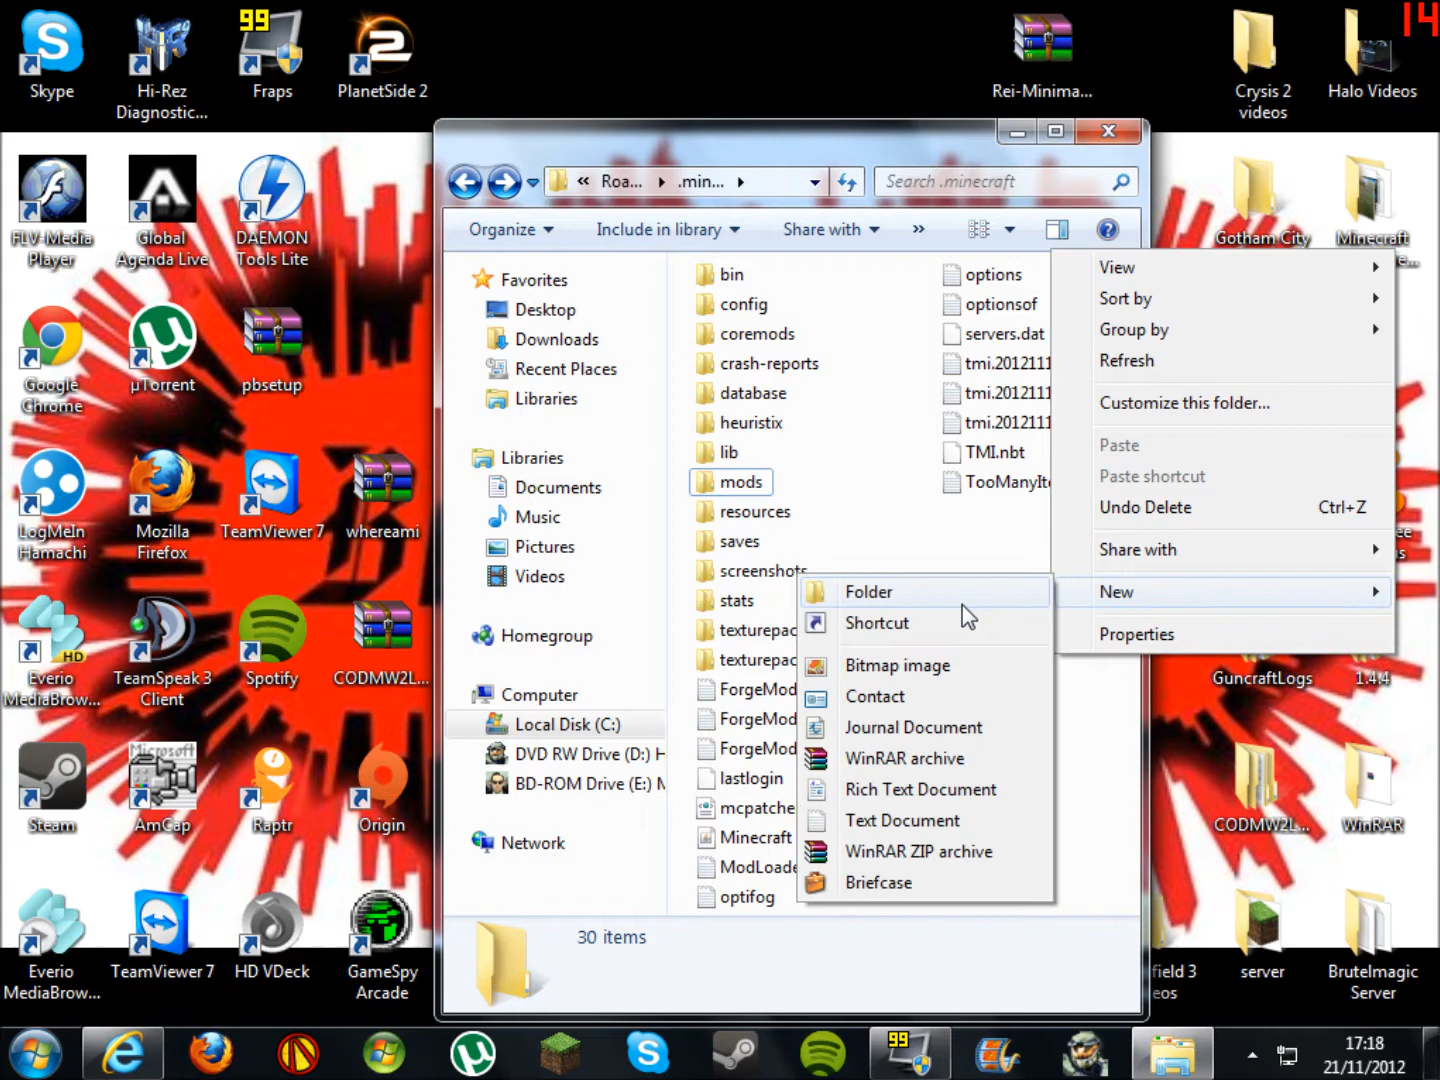 99
14
Skype
Hi-Rez
Diagnostic...
Fraps
PlanetSide 2
Rei-Minima...
Crysis 2
videos
Halo Videos
« Roa... .min...
Search .minecraft
FLV-Media
Player
Global
Agenda Live
DAEMON
Tools Lite
Gotham City
Minecraft
Organize
Include in library
Share with
»
Favorites
Desktop
Downloads
Recent Places
Libraries
Libraries
Documents
Music
Pictures
Videos
Homegroup
Computer
Local Disk (C:)
DVD RW Drive (D:) H
BD-ROM Drive (E:) M
Network
bin
config
coremods
crash-reports
database
heuristix
lib
mods
resources
saves
screenshots
stats
texturepac
texturepac
ForgeMod
ForgeMod
ForgeMod
lastlogin
mcpatche
Minecraft
ModLoade
optifog
options
optionsof
servers.dat
tmi.2012111
tmi.2012111
tmi.2012111
TMI.nbt
TooManyIte
View
Sort by
Group by
Refresh
Customize this folder...
Paste
Paste shortcut
Undo Delete Ctrl+Z
Share with
New
Properties
Folder
Shortcut
Bitmap image
Contact
Journal Document
WinRAR archive
Rich Text Document
Text Document
WinRAR ZIP archive
Briefcase
30 items
Google
Chrome
µTorrent
pbsetup
LogMeIn
Hamachi
Mozilla
Firefox
TeamViewer 7
whereami
HD
Everio
MediaBrow...
TeamSpeak 3
Client
Spotify
CODMW2L...
GuncraftLogs
1.4.4
Microsoft
Steam
AmCap
Raptr
Origin
CODMW2L...
WinRAR
Everio
MediaBrow...
TeamViewer 7
HD VDeck
GameSpy
Arcade
field 3
eos
server
Brutelmagic
Server
99
17:18
21/11/2012